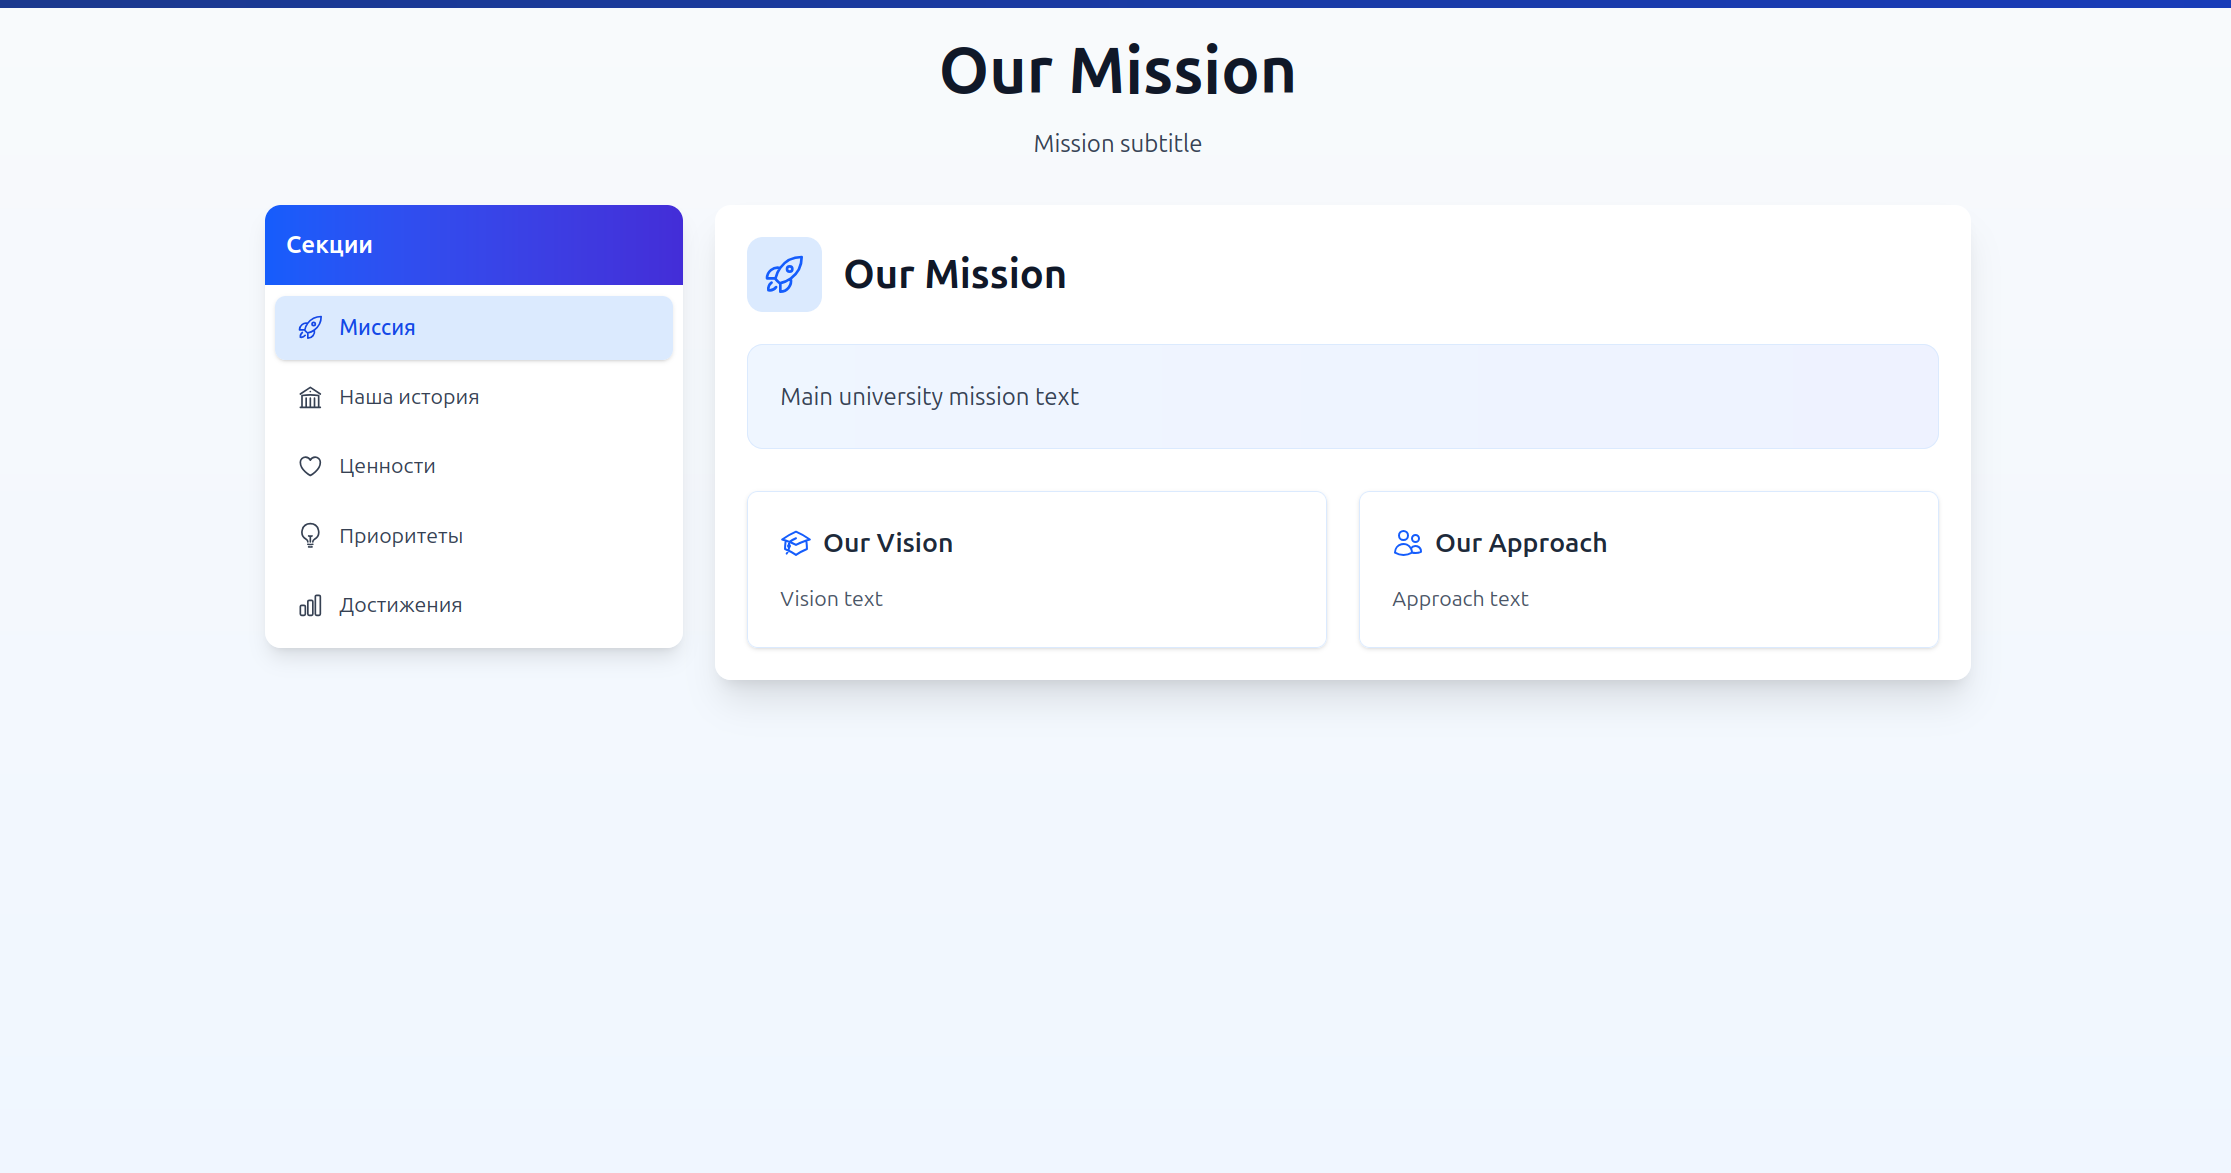 Our Mission
Mission subtitle
Секции
Миссия
Наша история
Ценности
Приоритеты
Достижения
Our Mission
Main university mission text
Our Vision
Vision text
Our Approach
Approach text